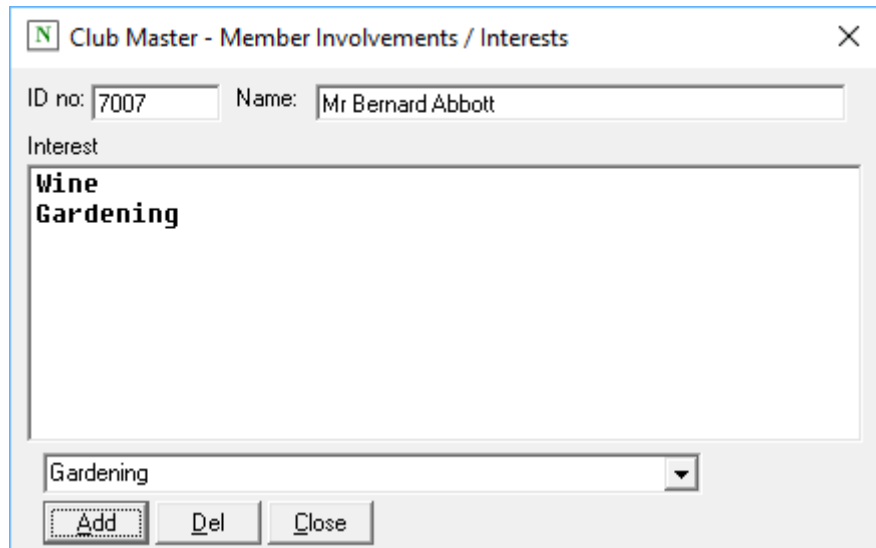 N Club Master - Member Involvements / Interests
ID no: 7007 Name: Mr Bernard Abbott
Interest
Wine
Gardening
Gardening
Add Del Close